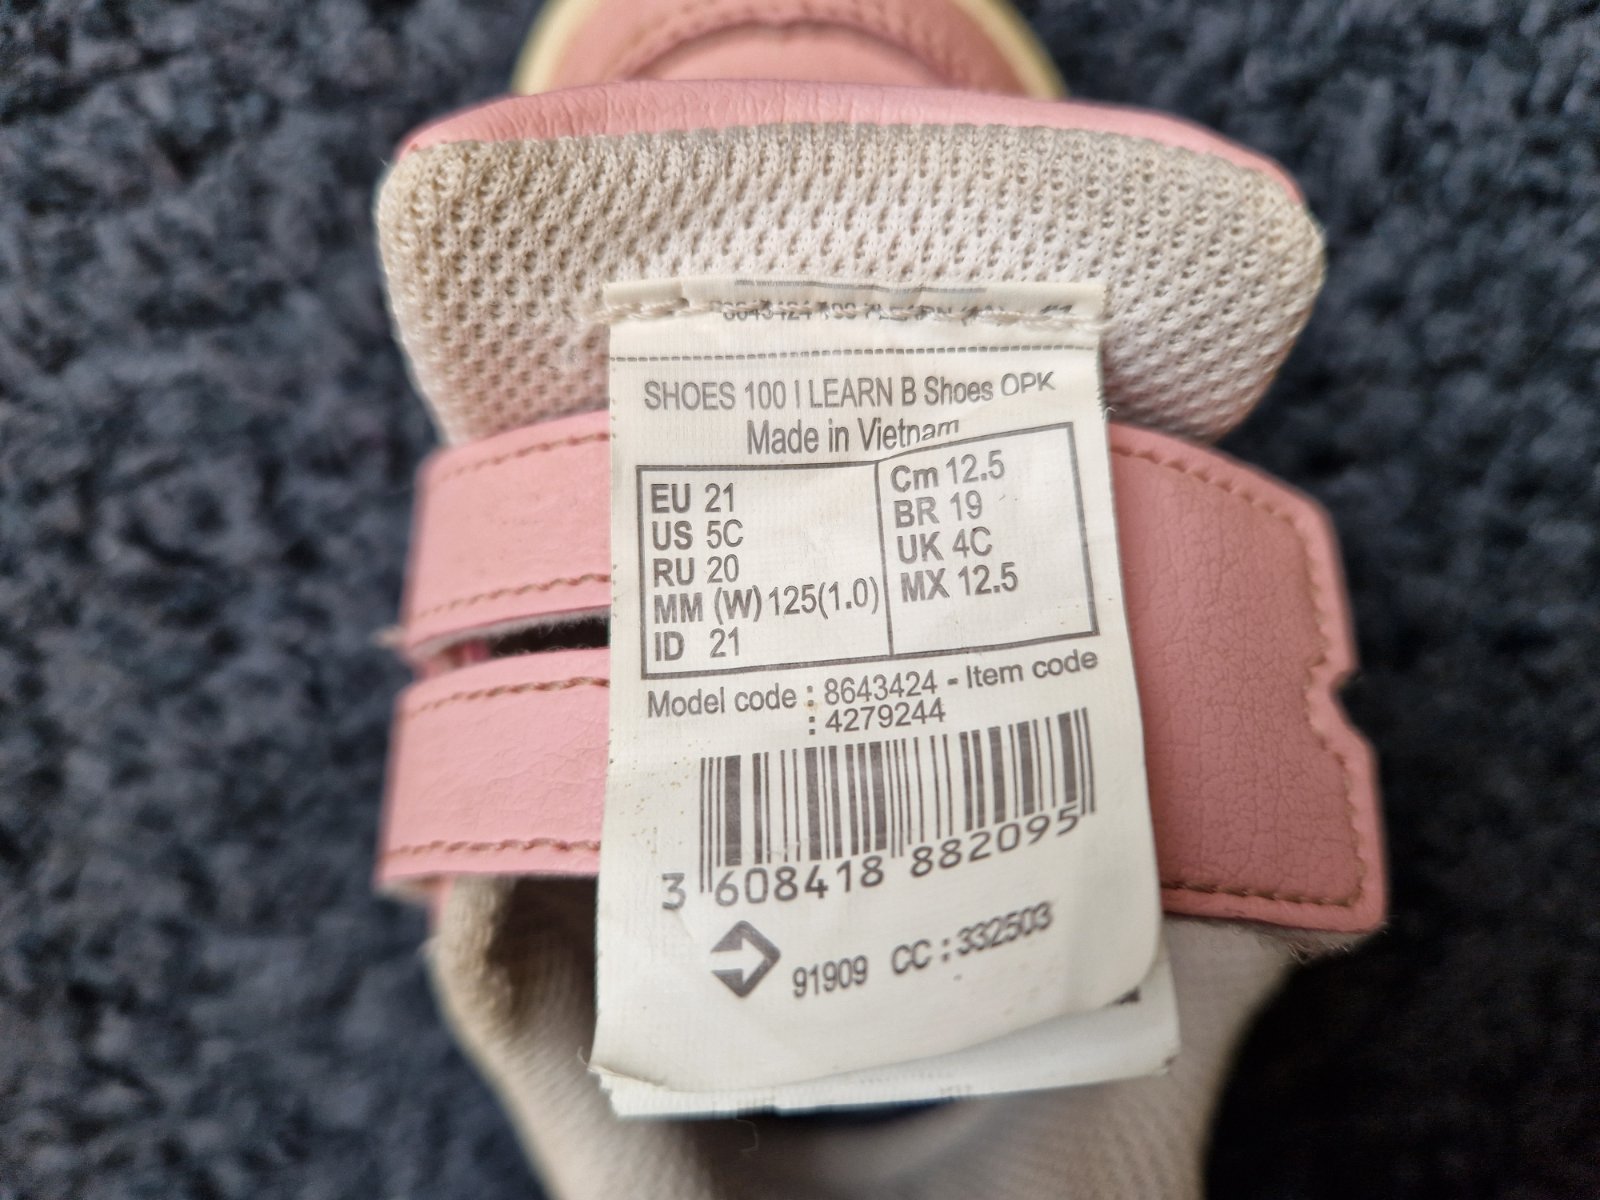 SHOES 100 I LEARN B Shoes OPK
Made in Vietnam
EU 21
US 5C
RU 20
MM (W) 125(1.0)
ID 21
Cm 12.5
BR 19
UK 4C
MX 12.5
Model code : 8643424 - Item code
: 4279244
3 608418 882095
91909 CC : 332503